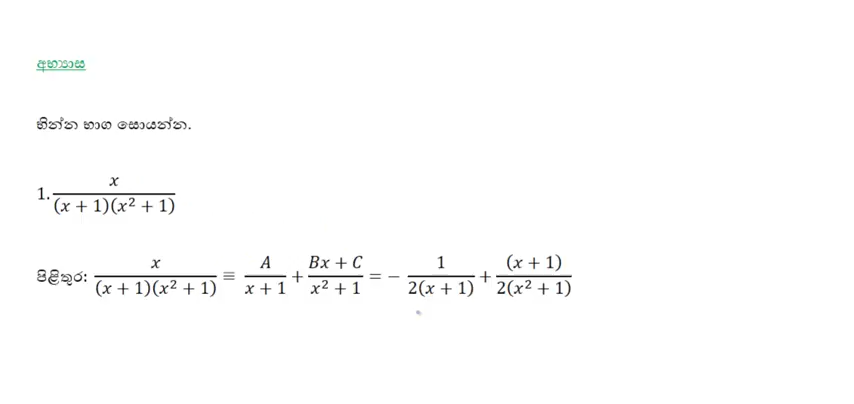 අභ්‍යාස
භින්න භාග සොයන්න.
1. x / ((x + 1)(x² + 1))
පිළිතුර: x / ((x + 1)(x² + 1)) ≡ A / (x + 1) + (Bx + C) / (x² + 1) = − 1 / (2(x + 1)) + (x + 1) / (2(x² + 1))